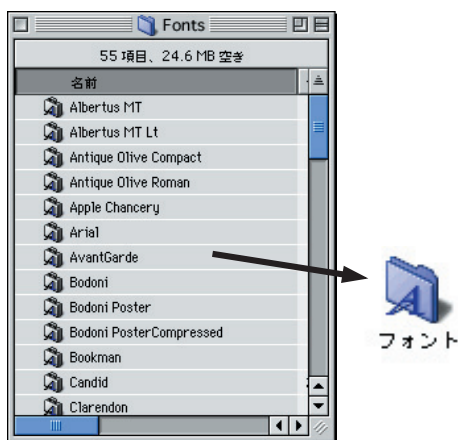 Fonts
55 項目、24.6 MB 空き
名前
Albertus MT
Albertus MT Lt
Antique Olive Compact
Antique Olive Roman
Apple Chancery
Arial
AvantGarde
Bodoni
Bodoni Poster
Bodoni PosterCompressed
Bookman
Candid
Clarendon
フォント